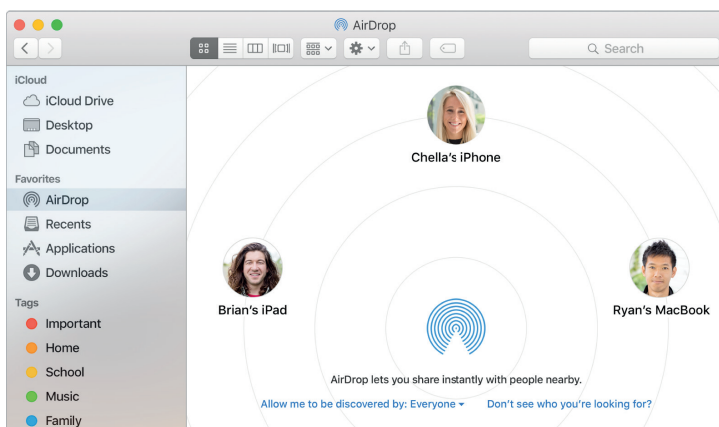 AirDrop
Search
iCloud
iCloud Drive
Desktop
Documents
Favorites
AirDrop
Recents
Applications
Downloads
Tags
Important
Home
School
Music
Family
Chella's iPhone
Brian's iPad
Ryan's MacBook
AirDrop lets you share instantly with people nearby.
Allow me to be discovered by: Everyone Don't see who you're looking for?